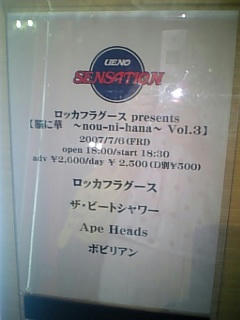 UENO
SENSATION
ロッカフラグース presents
【脳に華 ～nou-ni-hana～ Vol.3】
2007/7/6(FRI)
open 18:00/start 18:30
adv ¥2,000/day ¥ 2,500 (D別¥500)
ロッカフラグース
ザ・ビートシャワー
Ape Heads
ボビリアン